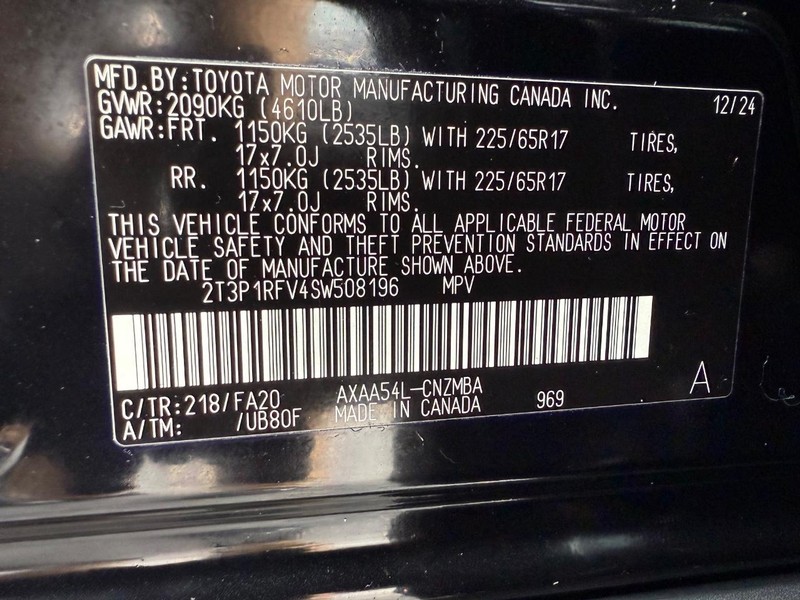 MFD.BY:TOYOTA MOTOR MANUFACTURING CANADA INC. 12/24
GVWR:2090KG (4610LB)
GAWR:FRT. 1150KG (2535LB) WITH 225/65R17 TIRES,
17x7.0J RIMS.
RR. 1150KG (2535LB) WITH 225/65R17 TIRES,
17x7.0J RIMS.
THIS VEHICLE CONFORMS TO ALL APPLICABLE FEDERAL MOTOR
VEHICLE SAFETY AND THEFT PREVENTION STANDARDS IN EFFECT ON
THE DATE OF MANUFACTURE SHOWN ABOVE.
2T3P1RFV4SW508196 MPV
C/TR:218/FA20 AXAA54L-CNZMBA 969 A
A/TM: /UB80F MADE IN CANADA